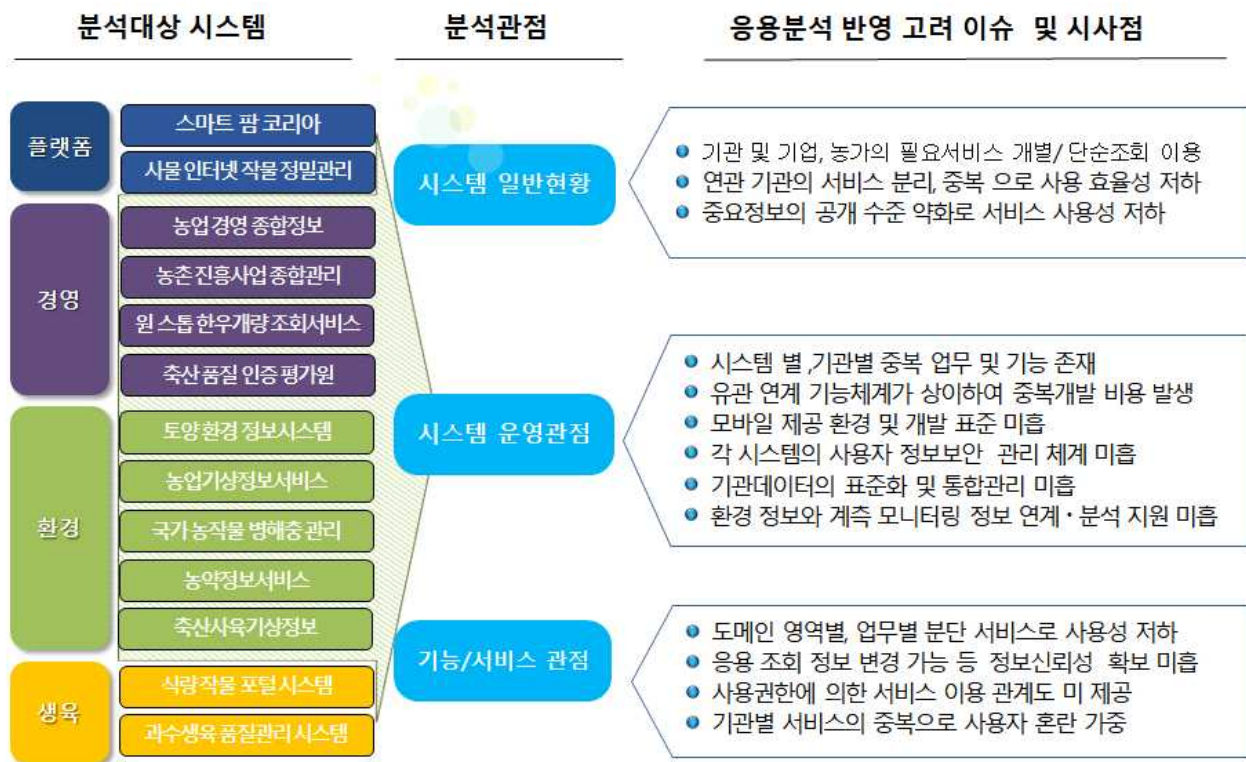 분석대상 시스템
분석관점
응용분석 반영 고려 이슈 및 시사점
플랫폼
스마트 팜 코리아
사물 인터넷 작물 정밀관리
경영
농업 경영 종합정보
농촌 진흥사업 종합관리
원 스톱 한우개량 조회서비스
축산 품질 인증 평가원
환경
토양 환경 정보시스템
농업기상정보서비스
국가 농작물 병해충 관리
농약정보서비스
축산사육기상정보
생육
식량작물 포털 시스템
과수생육 품질관리 시스템
시스템 일반현황
기관 및 기업, 농가의 필요서비스 개별/ 단순조회 이용
연관 기관의 서비스 분리, 중복 으로 사용 효율성 저하
중요정보의 공개 수준 약화로 서비스 사용성 저하
시스템 운영관점
시스템 별 ,기관별 중복 업무 및 기능 존재
유관 연계 기능체계가 상이하여 중복개발 비용 발생
모바일 제공 환경 및 개발 표준 미흡
각 시스템의 사용자 정보보안 관리 체계 미흡
기관데이터의 표준화 및 통합관리 미흡
환경 정보와 계측 모니터링 정보 연계·분석 지원 미흡
기능/서비스 관점
도메인 영역별, 업무별 분단 서비스로 사용성 저하
응용 조회 정보 변경 가능 등 정보신뢰성 확보 미흡
사용권한에 의한 서비스 이용 관계도 미 제공
기관별 서비스의 중복으로 사용자 혼란 가중